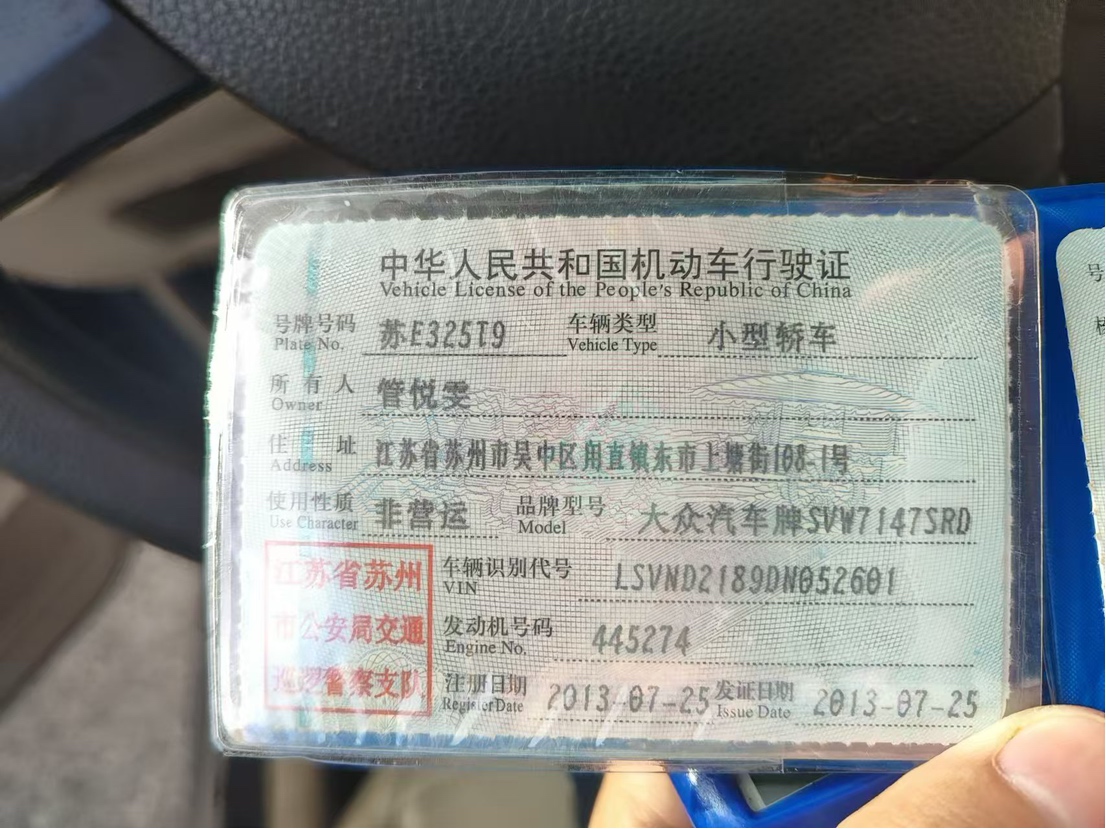 中华人民共和国机动车行驶证
Vehicle License of the People's Republic of China
号牌号码 苏E325T9 车辆类型 小型轿车
Plate No. Vehicle Type
所有人 管悦雯
Owner
住址 江苏省苏州市吴中区甪直镇东市上塘街108-1号
Address
使用性质 非营运 品牌型号 大众汽车牌SVW7147SRD
Use Character Model
江苏省苏州
市公安局交通
巡逻警察支队
车辆识别代号 LSVND2189DN052601
VIN
发动机号码 445274
Engine No.
注册日期 2013-07-25 发证日期 2013-07-25
Register Date Issue Date
号